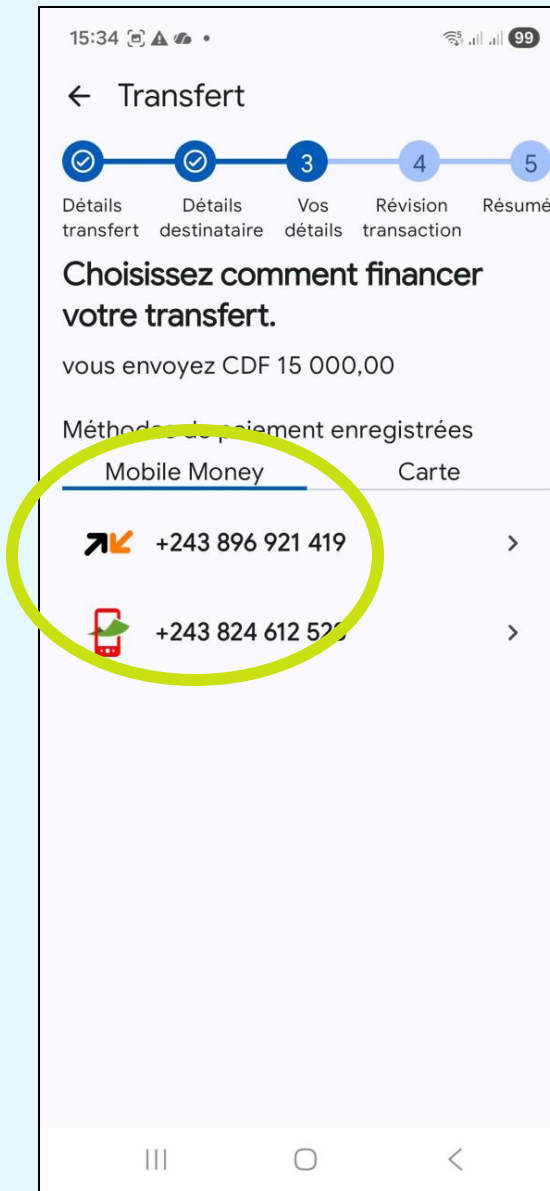 15:34
99
Transfert
3
4
5
Détails transfert
Détails destinataire
Vos détails
Révision transaction
Résumé
Choisissez comment financer
votre transfert.
vous envoyez CDF 15 000,00
Méthodes de paiement enregistrées
Mobile Money
Carte
+243 896 921 419
+243 824 612